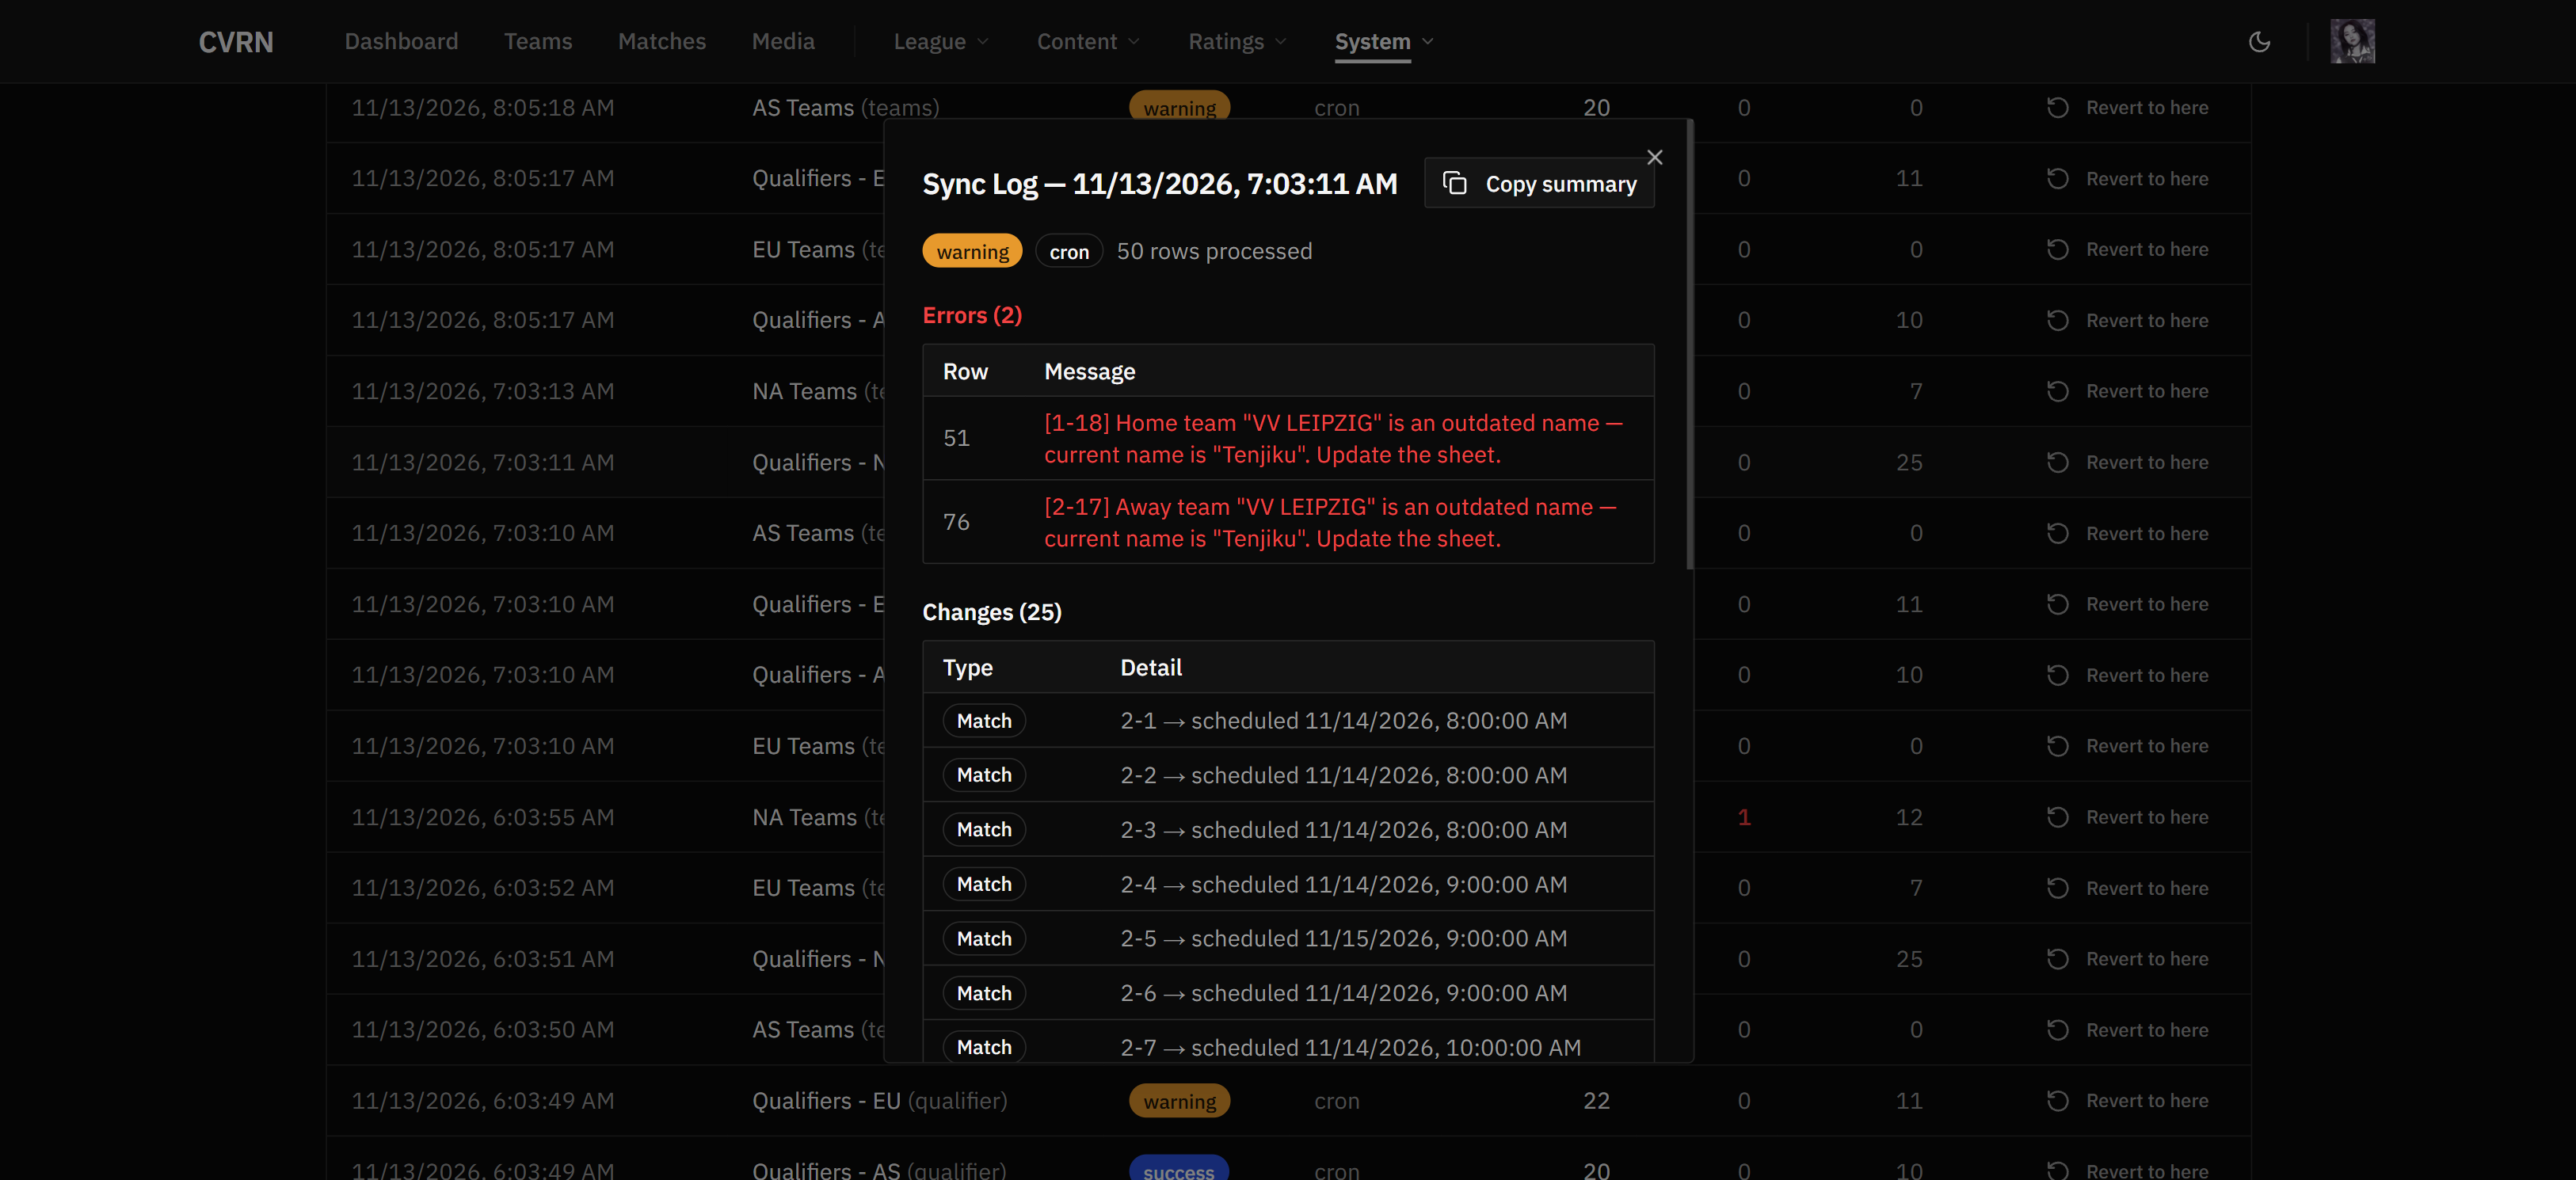 CVRN Dashboard Teams Matches Media League Content Ratings System
11/13/2026, 8:05:18 AM AS Teams (teams) warning cron 20 0 0 Revert to here
11/13/2026, 8:05:17 AM Qualifiers - E 0 11 Revert to here
11/13/2026, 8:05:17 AM EU Teams (te 0 0 Revert to here
11/13/2026, 8:05:17 AM Qualifiers - A 0 10 Revert to here
11/13/2026, 7:03:13 AM NA Teams (te 0 7 Revert to here
11/13/2026, 7:03:11 AM Qualifiers - N 0 25 Revert to here
11/13/2026, 7:03:10 AM AS Teams (te 0 0 Revert to here
11/13/2026, 7:03:10 AM Qualifiers - E 0 11 Revert to here
11/13/2026, 7:03:10 AM Qualifiers - A 0 10 Revert to here
11/13/2026, 7:03:10 AM EU Teams (te 0 0 Revert to here
11/13/2026, 6:03:55 AM NA Teams (te 1 12 Revert to here
11/13/2026, 6:03:52 AM EU Teams (te 0 7 Revert to here
11/13/2026, 6:03:51 AM Qualifiers - N 0 25 Revert to here
11/13/2026, 6:03:50 AM AS Teams (te 0 0 Revert to here
11/13/2026, 6:03:49 AM Qualifiers - EU (qualifier) warning cron 22 0 11 Revert to here
11/13/2026, 6:03:49 AM Qualifiers - AS (qualifier) success cron 20 0 10 Revert to here
Sync Log — 11/13/2026, 7:03:11 AM Copy summary
warning cron 50 rows processed
Errors (2)
Row Message
51 [1-18] Home team "VV LEIPZIG" is an outdated name —
current name is "Tenjiku". Update the sheet.
76 [2-17] Away team "VV LEIPZIG" is an outdated name —
current name is "Tenjiku". Update the sheet.
Changes (25)
Type Detail
Match 2-1 → scheduled 11/14/2026, 8:00:00 AM
Match 2-2 → scheduled 11/14/2026, 8:00:00 AM
Match 2-3 → scheduled 11/14/2026, 8:00:00 AM
Match 2-4 → scheduled 11/14/2026, 9:00:00 AM
Match 2-5 → scheduled 11/15/2026, 9:00:00 AM
Match 2-6 → scheduled 11/14/2026, 9:00:00 AM
Match 2-7 → scheduled 11/14/2026, 10:00:00 AM